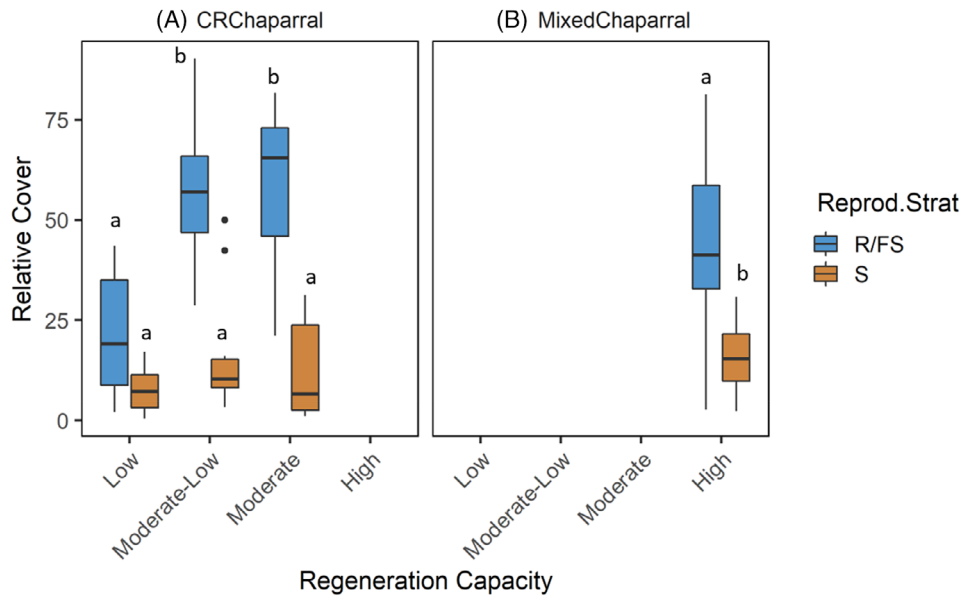 (A) CRChaparral
(B) MixedChaparral
Relative Cover
75
50
25
0
a
a
b
a
b
a
a
b
Low
Moderate-Low
Moderate
High
Low
Moderate-Low
Moderate
High
Regeneration Capacity
Reprod.Strat
R/FS
S